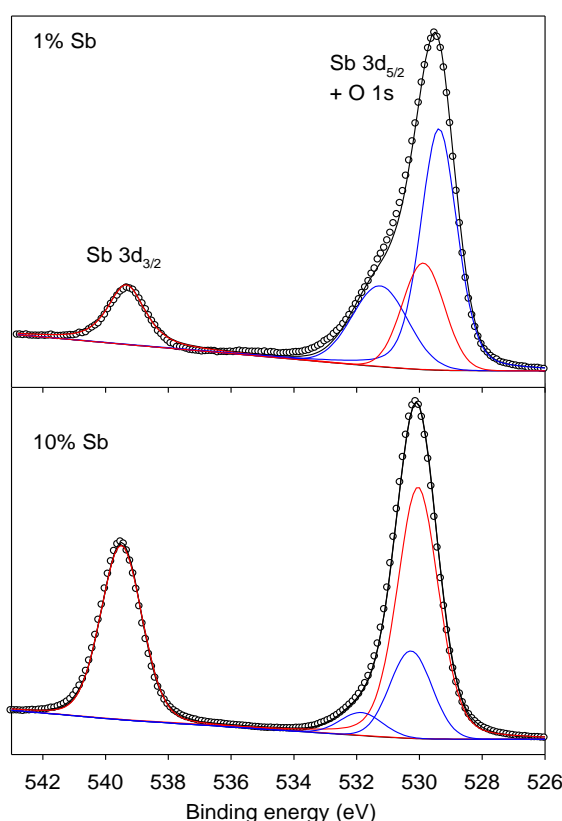 1% Sb
Sb 3d5/2
+ O 1s
Sb 3d3/2
10% Sb
542 540 538 536 534 532 530 528 526
Binding energy (eV)